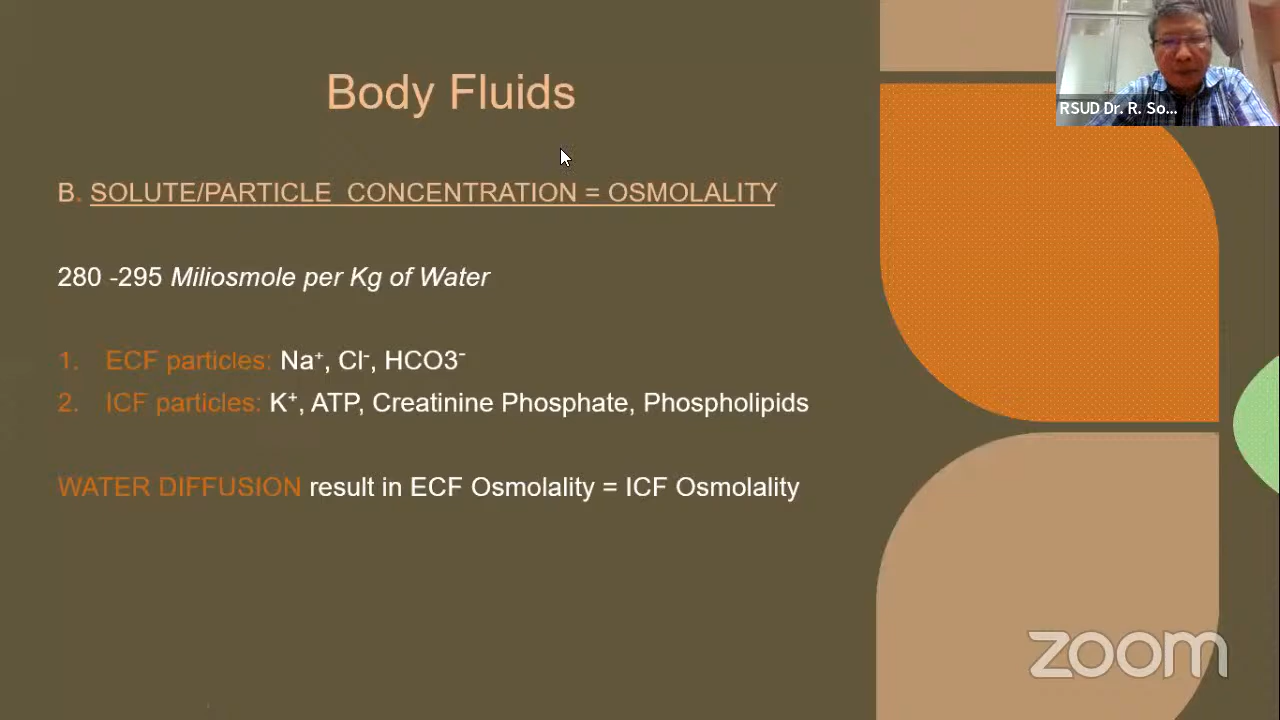 Body Fluids
B. SOLUTE/PARTICLE CONCENTRATION = OSMOLALITY
280 -295 Miliosmole per Kg of Water
1. ECF particles: Na⁺, Cl⁻, HCO3⁻
2. ICF particles: K⁺, ATP, Creatinine Phosphate, Phospholipids
WATER DIFFUSION result in ECF Osmolality = ICF Osmolality
RSUD Dr. R. So...
zoom